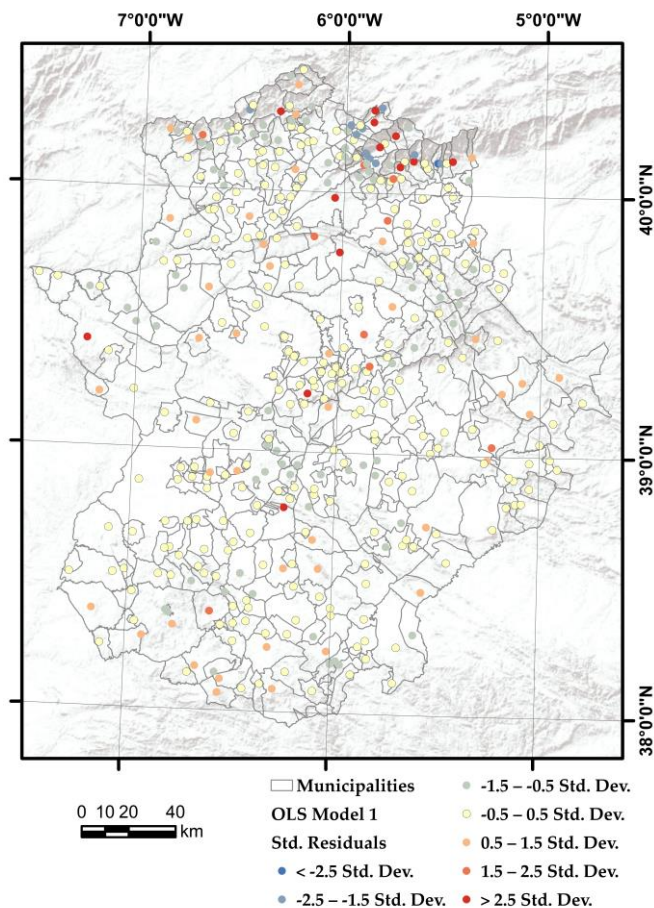 7°0'0"W 6°0'0"W 5°0'0"W
40°0'0"N
39°0'0"N
38°0'0"N
Municipalities
OLS Model 1
Std. Residuals
< -2.5 Std. Dev.
-2.5 – -1.5 Std. Dev.
-1.5 – -0.5 Std. Dev.
-0.5 – 0.5 Std. Dev.
0.5 – 1.5 Std. Dev.
1.5 – 2.5 Std. Dev.
> 2.5 Std. Dev.
0 10 20 40
km